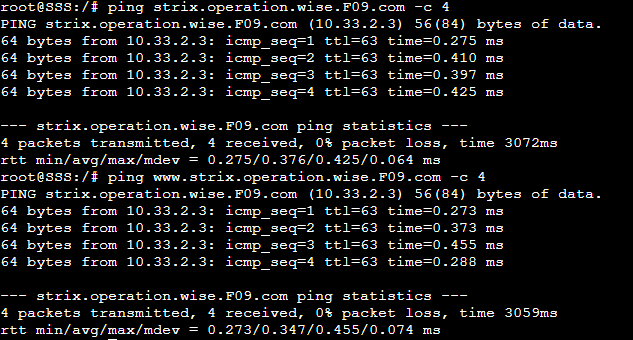 root@SSS:/# ping strix.operation.wise.F09.com -c 4
PING strix.operation.wise.F09.com (10.33.2.3) 56(84) bytes of data.
64 bytes from 10.33.2.3: icmp_seq=1 ttl=63 time=0.275 ms
64 bytes from 10.33.2.3: icmp_seq=2 ttl=63 time=0.410 ms
64 bytes from 10.33.2.3: icmp_seq=3 ttl=63 time=0.397 ms
64 bytes from 10.33.2.3: icmp_seq=4 ttl=63 time=0.425 ms

--- strix.operation.wise.F09.com ping statistics ---
4 packets transmitted, 4 received, 0% packet loss, time 3072ms
rtt min/avg/max/mdev = 0.275/0.376/0.425/0.064 ms
root@SSS:/# ping www.strix.operation.wise.F09.com -c 4
PING strix.operation.wise.F09.com (10.33.2.3) 56(84) bytes of data.
64 bytes from 10.33.2.3: icmp_seq=1 ttl=63 time=0.273 ms
64 bytes from 10.33.2.3: icmp_seq=2 ttl=63 time=0.373 ms
64 bytes from 10.33.2.3: icmp_seq=3 ttl=63 time=0.455 ms
64 bytes from 10.33.2.3: icmp_seq=4 ttl=63 time=0.288 ms

--- strix.operation.wise.F09.com ping statistics ---
4 packets transmitted, 4 received, 0% packet loss, time 3059ms
rtt min/avg/max/mdev = 0.273/0.347/0.455/0.074 ms